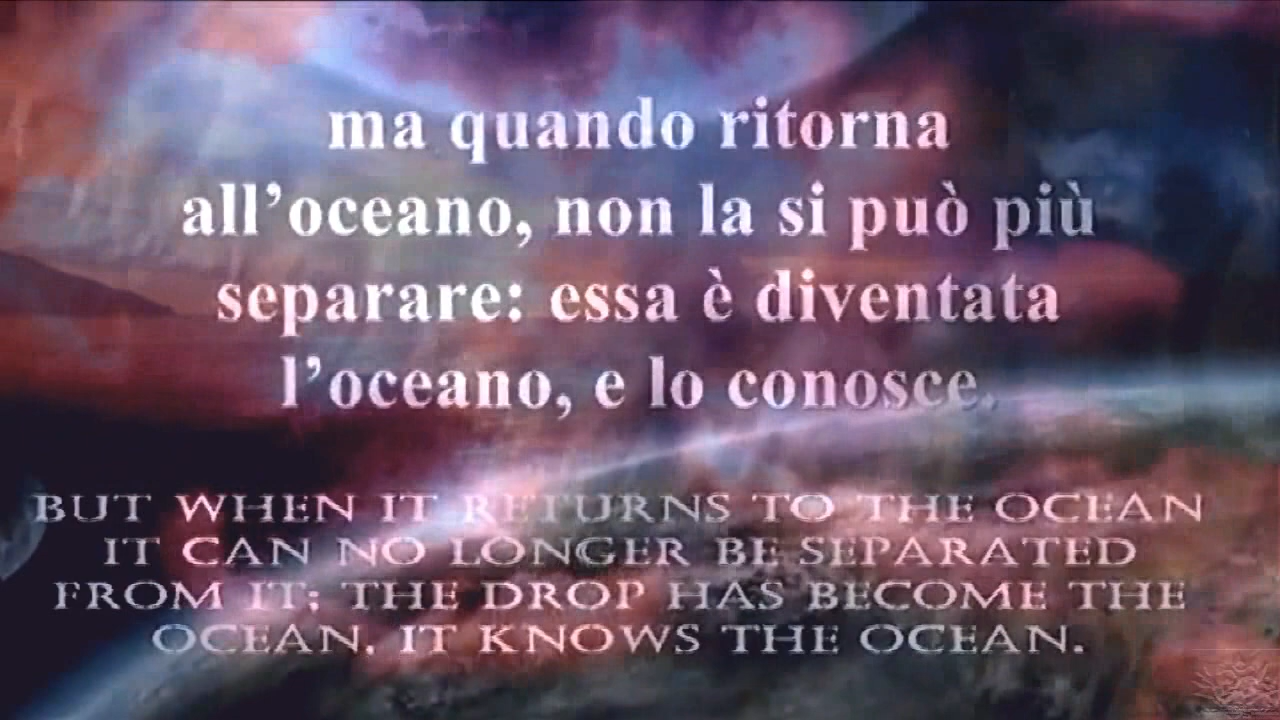 ma quando ritorna
all’oceano, non la si può più
separare: essa è diventata
l’oceano, e lo conosce.
BUT WHEN IT RETURNS TO THE OCEAN
IT CAN NO LONGER BE SEPARATED
FROM IT; THE DROP HAS BECOME THE
OCEAN. IT KNOWS THE OCEAN.